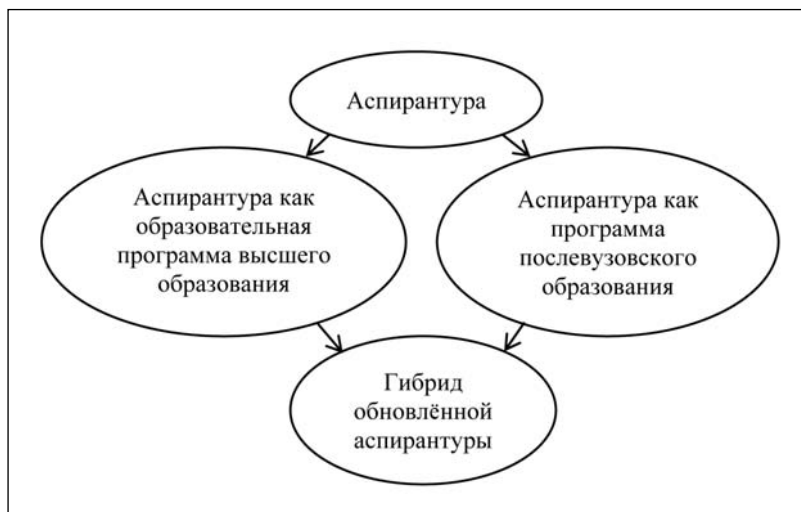 Аспирантура
Аспирантура как
образовательная
программа высшего
образования
Аспирантура как
программа
послевузовского
образования
Гибрид
обновлённой
аспирантуры